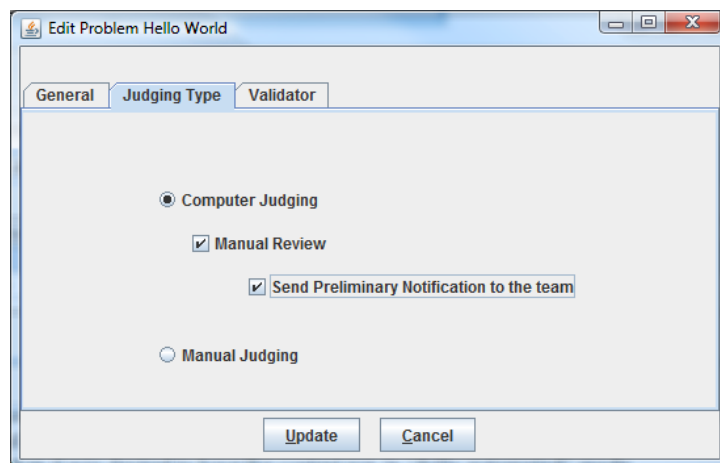 Edit Problem Hello World
General Judging Type Validator
Computer Judging
Manual Review
Send Preliminary Notification to the team
Manual Judging
Update Cancel